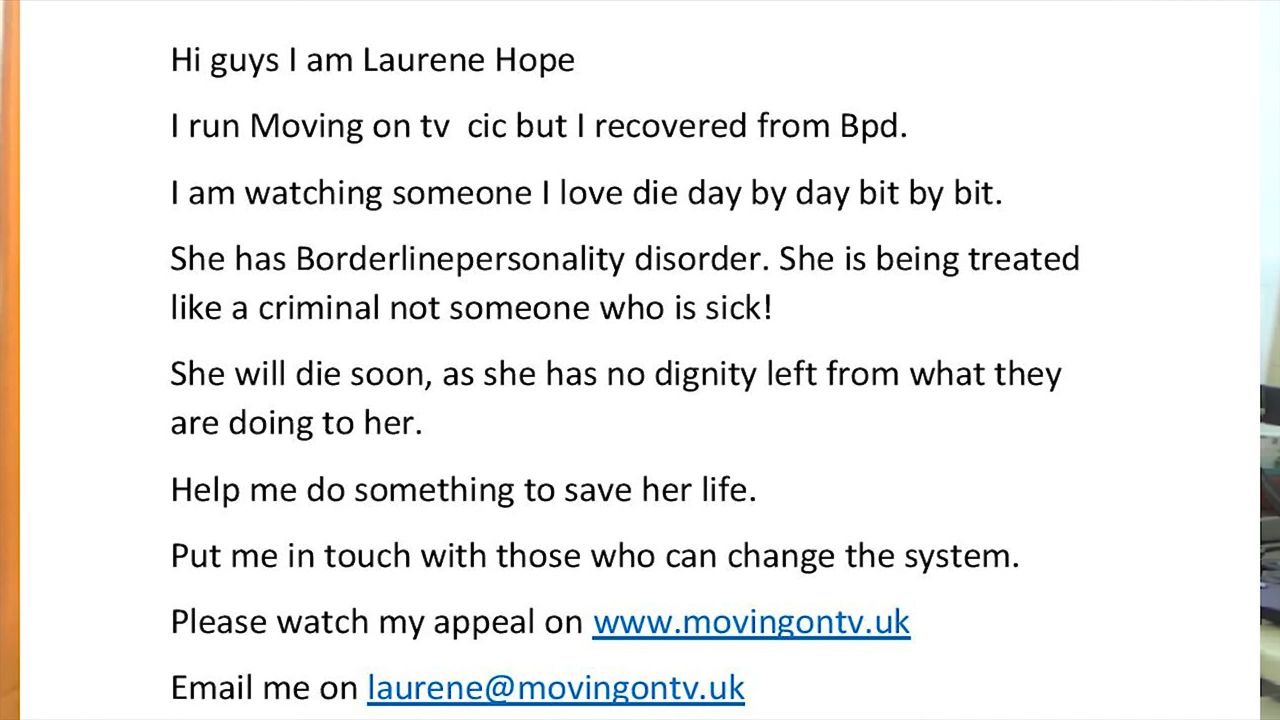 Hi guys I am Laurene Hope
I run Moving on tv  cic but I recovered from Bpd.
I am watching someone I love die day by day bit by bit.
She has Borderlinepersonality disorder. She is being treated
like a criminal not someone who is sick!
She will die soon, as she has no dignity left from what they
are doing to her.
Help me do something to save her life.
Put me in touch with those who can change the system.
Please watch my appeal on www.movingontv.uk
Email me on laurene@movingontv.uk